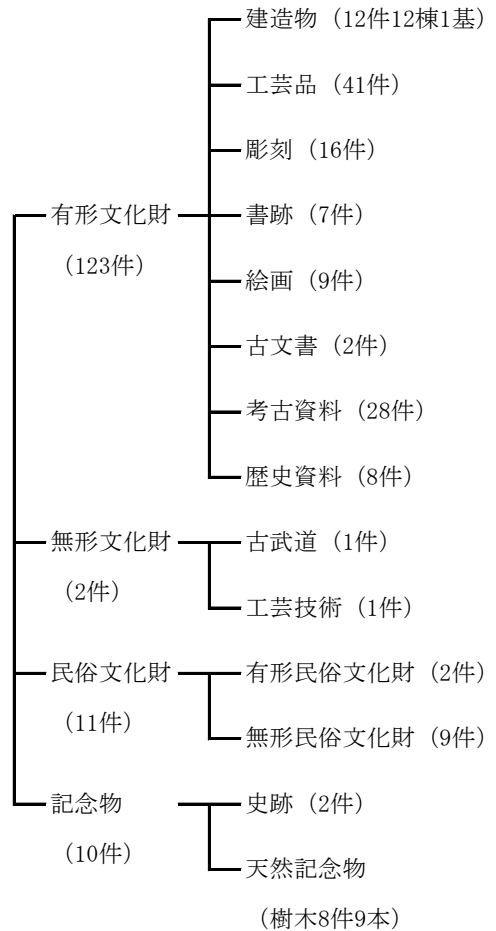 建造物（12件12棟1基）
工芸品（41件）
彫刻（16件）
有形文化財
書跡（7件）
（123件）
絵画（9件）
古文書（2件）
考古資料（28件）
歴史資料（8件）
無形文化財
古武道（1件）
（2件）
工芸技術（1件）
民俗文化財
有形民俗文化財（2件）
（11件）
無形民俗文化財（9件）
記念物
史跡（2件）
（10件）
天然記念物
（樹木8件9本）